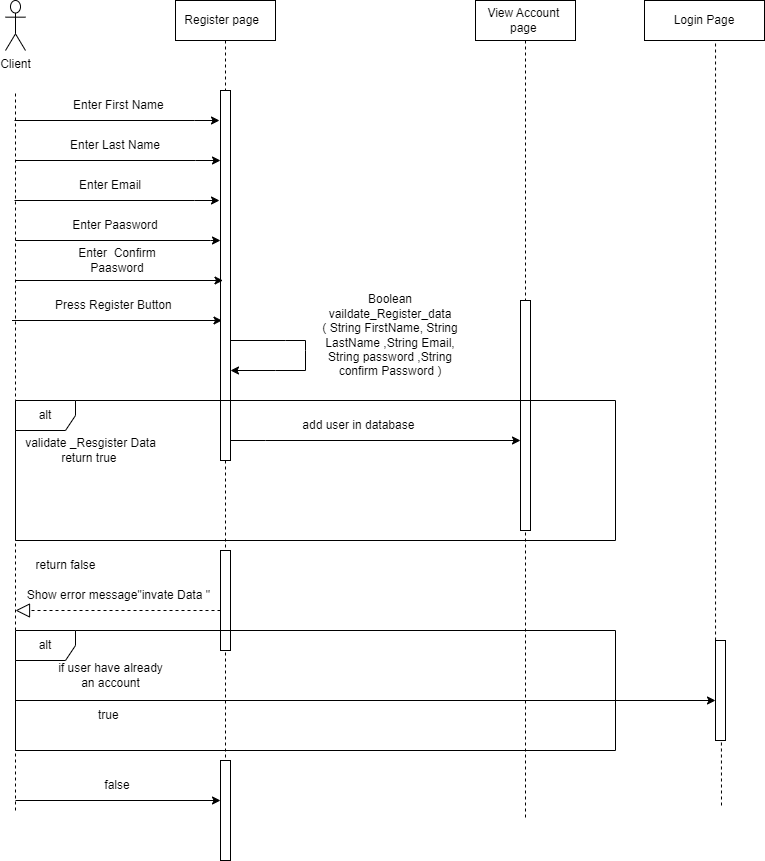 Register page
View Account
page
Login Page
Client
Enter First Name
Enter Last Name
Enter Email
Enter Paasword
Enter Confirm
Paasword
Press Register Button
Boolean
vaildate_Register_data
( String FirstName, String
LastName ,String Email,
String password ,String
confirm Password )
alt
validate _Resgister Data
return true
add user in database
return false
Show error message"invate Data "
alt
if user have already
an account
true
false